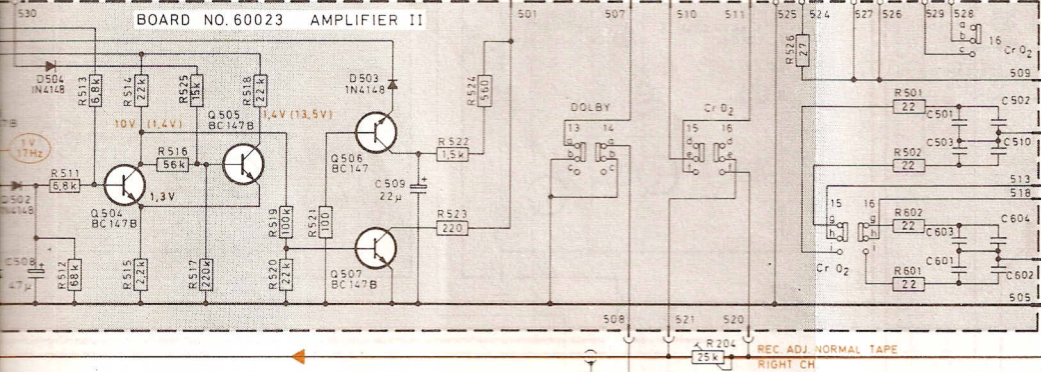 530
BOARD NO. 60023 AMPLIFIER II
501
507
510
511
525 524
527 526
529 528
a
b
c
16 Cr O₂
509
D504
1N4148
R513
6,8k
R514
22k
R525
15k
R518
22k
D503
1N4148
R524
560
R526
27
10V (1,4V)
Q505
BC147B
1,4V (13,5V)
DOLBY
13 14
a
b
c
a
b
c
Cr O₂
15 16
d
e
f
d
e
f
R501
22
C501
C502
C503
C510
R502
22
513
518
7B
1V
17Hz
R516
56k
Q506
BC147
R522
1,5k
R511
6,8k
D502
1N4148
1,3V
Q504
BC147B
C509
22µ
+
R519
100k
R521
100
R523
220
15 16
g
h
i
g
h
i
Cr O₂
R602
22
C603
C604
C601
C602
R601
22
C508
+
47µ
R512
68k
R515
2,2k
R517
220k
R520
22k
Q507
BC147B
505
508
521
520
R204
25k
REC. ADJ. NORMAL TAPE
RIGHT CH